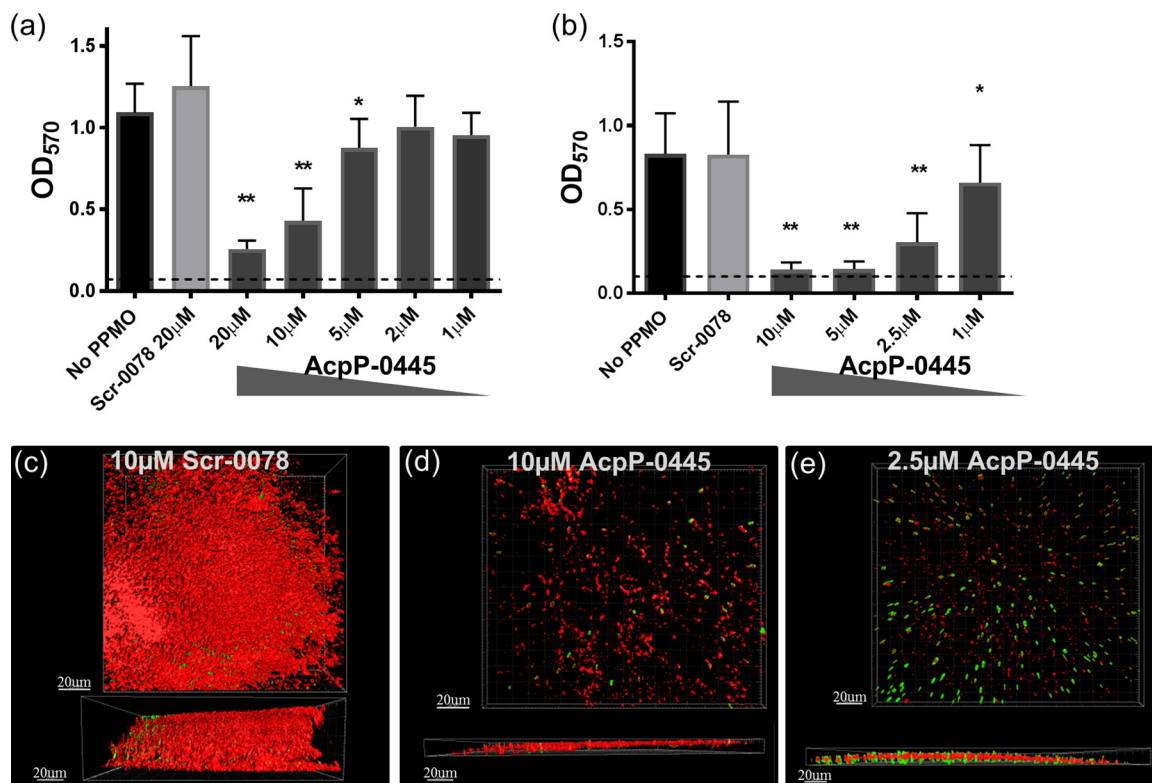 (a)
OD570
1.5
1.0
0.5
0.0
**
**
*
No PPMO
Scr-0078 20μM
20μM
10μM
5μM
2μM
1μM
AcpP-0445
(b)
OD570
1.5
1.0
0.5
0.0
**
**
**
*
No PPMO
Scr-0078
10μM
5μM
2.5μM
1μM
AcpP-0445
(c)
10μM Scr-0078
20um
20um
(d)
10μM AcpP-0445
20um
20um
(e)
2.5μM AcpP-0445
20um
20um